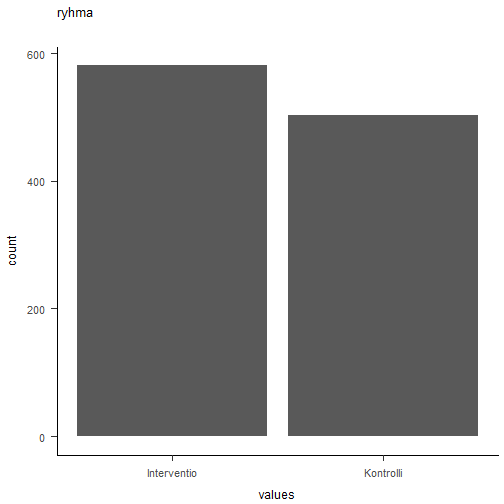 ryhma
600
400
200
0
count
Interventio
Kontrolli
values